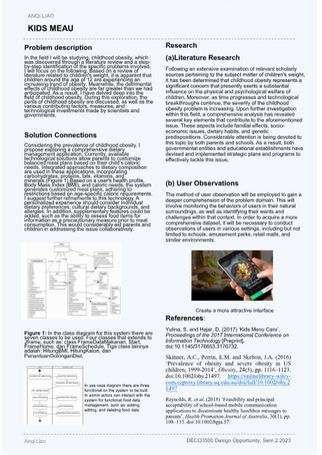 ANQI LIAO
KIDS MEAU
Problem description
In the field I will be studying, childhood obesity, which
was discovered through a literature review and a step-
by-step identification of the specific problems involved,
I will focus on the following. Based on a review of
literature related to children's weight, it is apparent that
children around the age of 12 are experiencing an
increasing trend of obesity. Meanwhile, the detrimental
effects of childhood obesity are far greater than we had
anticipated. As a result, I have delved deep into the
field of childhood obesity. During this exploration, the
perils of childhood obesity are discussed, as well as the
various contributing factors, measures, and
technological investments made by scientists and
governments.
Solution Connections
Considering the prevalence of childhood obesity, I
propose exploring a comprehensive dietary
management application. Currently, available
technological solutions allow parents to customize
balanced meal plans based on their child's caloric
needs. Integrated approaches to dietary composition
are used in these applications, incorporating
carbohydrates, proteins, fats, vitamins, and
minerals. Based on a user's health profile,
Body Mass Index (BMI), and caloric needs, the system
generates customized meal plans, adhering to
restrictions based on age-specific calorie requirements.
I suggest further refinements to this technology. A
personalized experience should consider individual
dietary preferences, cultural dietary backgrounds, and
allergies. In addition, supplementary features could be
added, such as the ability to assess food items for
information as a precautionary measure prior to meal
consumption. This would considerably aid parents and
children in addressing the issue collaboratively.
Figure 1: In the class diagram for this system there are
seven classes to be used: Four classes that extends to
jframe, such as: class FrameDataMakanan, Start,
FrameHome, dan FrameSchedule. Tiga class lainnya
adalah: HitungBMI, HitungKalori, dan
PenentuanGolonganDiet.
In use case diagram there are three
functional on the system to be built.
In admin actors can interact with the
system for functional food data
management, such as: adding,
editing, and deleting food data
Research
(a)Literature Research
Following an extensive examination of relevant scholarly
sources pertaining to the subject matter of children's weight,
it has been determined that childhood obesity represents a
significant concern that presently exerts a substantial
influence on the physical and psychological welfare of
children. Moreover, as time progresses and technological
breakthroughs continue, the severity of the childhood
obesity problem is increasing. Upon further investigation
within this field, a comprehensive analysis has revealed
several key elements that contribute to the aforementioned
issue. These aspects include familial effects, socio-
economic issues, dietary habits, and genetic
predispositions. Considerable attention is being devoted to
this topic by both parents and schools. As a result, both
governmental entities and educational establishments have
devised and implemented strategic plans and programs to
effectively tackle this issue.
(b) User Observations
The method of user observation will be employed to gain a
deeper comprehension of the problem domain. This will
involve monitoring the behaviors of users in their natural
surroundings, as well as identifying their wants and
challenges within that context. In order to acquire a more
comprehensive dataset, it will be necessary to conduct
observations of users in various settings, including but not
limited to schools, amusement parks, retail malls, and
similar environments.
Create a more attractive interface
References:
Yulina, S. and Hajar, D. (2017) 'Kids Menu Care',
Proceedings of the 2017 International Conference on
Information Technology [Preprint].
doi:10.1145/3176653.3176732.
Skinner, A.C., Perrin, E.M. and Skelton, J.A. (2016)
'Prevalence of obesity and severe obesity in US
children, 1999-2014', Obesity, 24(5), pp. 1116–1123.
doi:10.1002/oby.21497. https://onlinelibrary-wiley-
com.ezproxy.library.uq.edu.au/doi/full/10.1002/oby.2
1497
Reynolds, R. et al. (2018) 'Feasibility and principal
acceptability of school-based mobile communication
applications to disseminate healthy lunchbox messages to
parents', Health Promotion Journal of Australia, 30(1), pp.
108–113. doi:10.1002/hpja.57.
Anqi Liao
DECO3500 Design Opportunity, Sem 2 2023